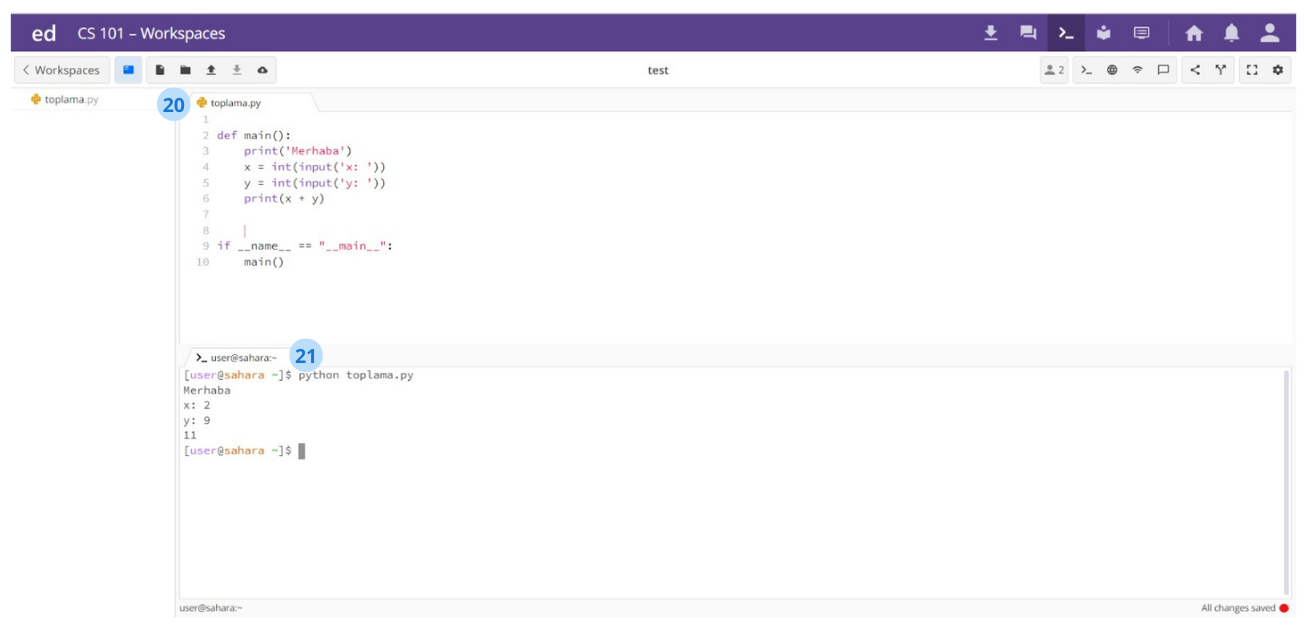 ed CS 101 – Workspaces
< Workspaces
test
2
toplama.py
20
toplama.py
1
2 def main():
3     print('Merhaba')
4     x = int(input('x: '))
5     y = int(input('y: '))
6     print(x + y)
7
8
9 if __name__ == "__main__":
10     main()
>_ user@sahara:~
21
[user@sahara ~]$ python toplama.py
Merhaba
x: 2
y: 9
11
[user@sahara ~]$
user@sahara:~
All changes saved